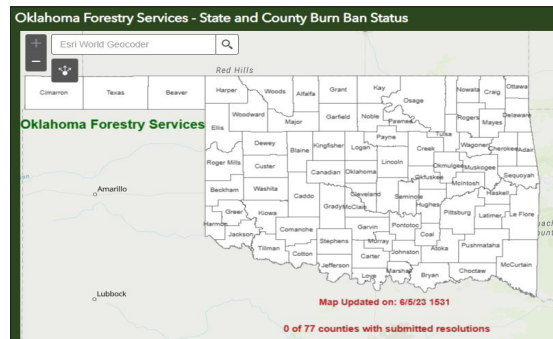 Oklahoma Forestry Services - State and County Burn Ban Status
+
Esri World Geocoder
−
Red Hills
Cimarron Texas Beaver Harper Woods Alfalfa Grant Kay Osage Nowata Craig Ottawa
Woodward Major Garfield Noble Pawnee Rogers Mayes Delaware
Oklahoma Forestry Services
Ellis Dewey Blaine Kingfisher Logan Payne Creek Tulsa Wagoner Cherokee Adair
Roger Mills Custer Canadian Oklahoma Lincoln Okmulgee Muskogee Sequoyah
Okfuskee McIntosh Haskell
Amarillo
Beckham Washita Caddo Grady McClain Cleveland Seminole Hughes Pittsburg Latimer Le Flore
Greer Kiowa
Harmon Jackson Comanche Garvin Pontotoc Coal
Tillman Cotton Stephens Murray Johnston Atoka Pushmataha
Carter McCurtain
Jefferson Love Marshall Bryan Choctaw
Lubbock
Map Updated on: 6/5/23 1531
0 of 77 counties with submitted resolutions